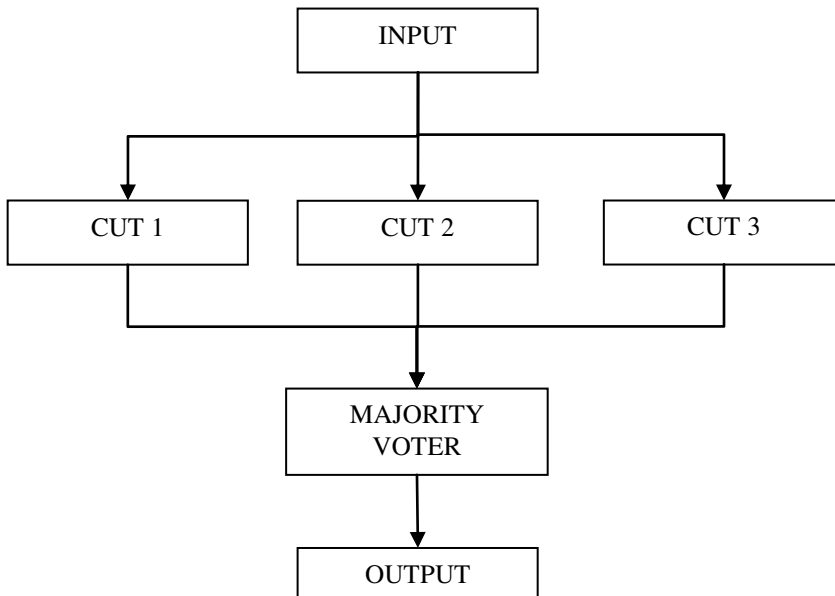 INPUT
CUT 1
CUT 2
CUT 3
MAJORITY
VOTER
OUTPUT